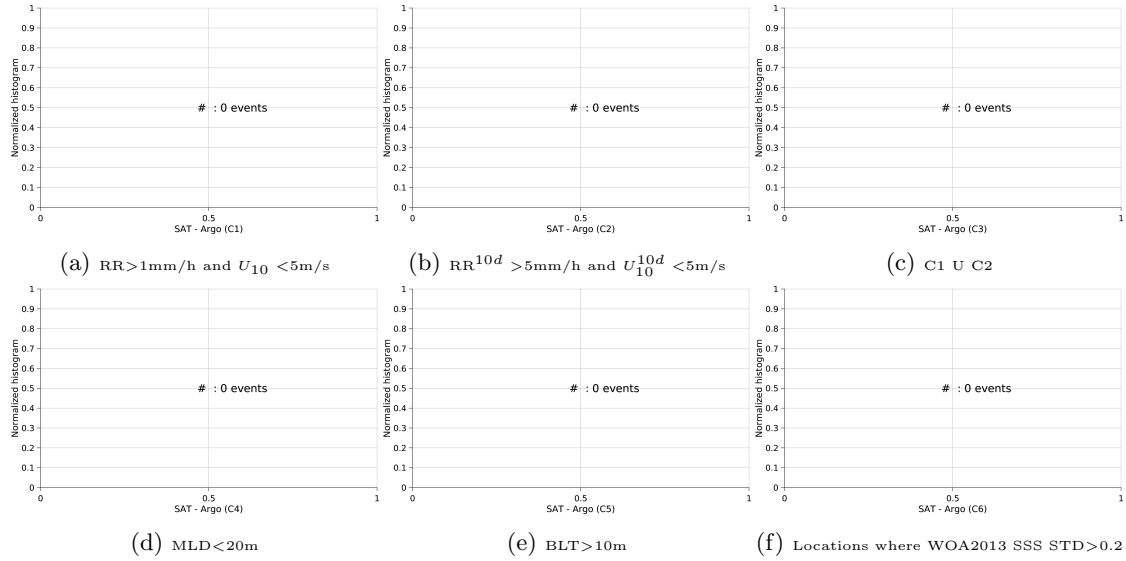 1
0.9
0.8
0.7
0.6
0.5
0.4
0.3
0.2
0.1
0
Normalized histogram
# : 0 events
0 0.5 1
SAT - Argo (C1)
(a) RR>1mm/h and U10 <5m/s
1
0.9
0.8
0.7
0.6
0.5
0.4
0.3
0.2
0.1
0
Normalized histogram
# : 0 events
0 0.5 1
SAT - Argo (C2)
(b) RR^10d >5mm/h and U10^10d <5m/s
1
0.9
0.8
0.7
0.6
0.5
0.4
0.3
0.2
0.1
0
Normalized histogram
# : 0 events
0 0.5 1
SAT - Argo (C3)
(c) C1 U C2
1
0.9
0.8
0.7
0.6
0.5
0.4
0.3
0.2
0.1
0
Normalized histogram
# : 0 events
0 0.5 1
SAT - Argo (C4)
(d) MLD<20m
1
0.9
0.8
0.7
0.6
0.5
0.4
0.3
0.2
0.1
0
Normalized histogram
# : 0 events
0 0.5 1
SAT - Argo (C5)
(e) BLT>10m
1
0.9
0.8
0.7
0.6
0.5
0.4
0.3
0.2
0.1
0
Normalized histogram
# : 0 events
0 0.5 1
SAT - Argo (C6)
(f) Locations where WOA2013 SSS STD>0.2